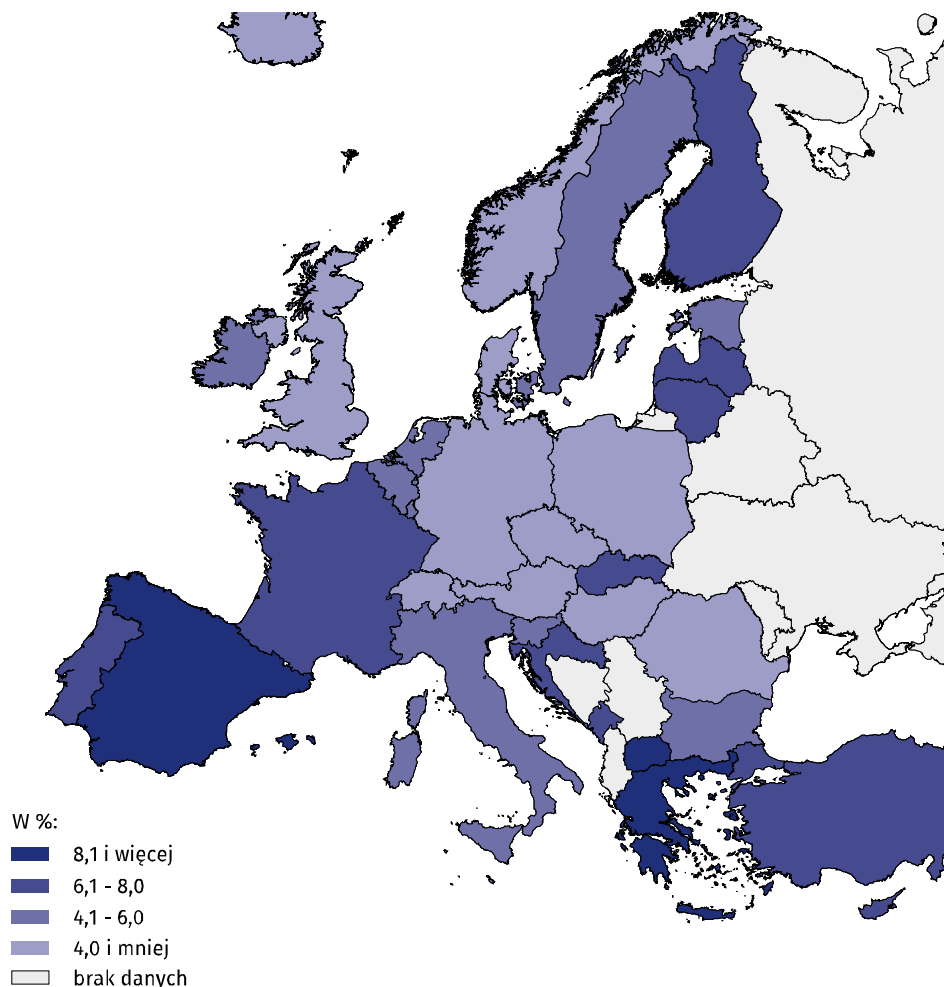 W %:
8,1 i więcej
6,1 - 8,0
4,1 - 6,0
4,0 i mniej
brak danych